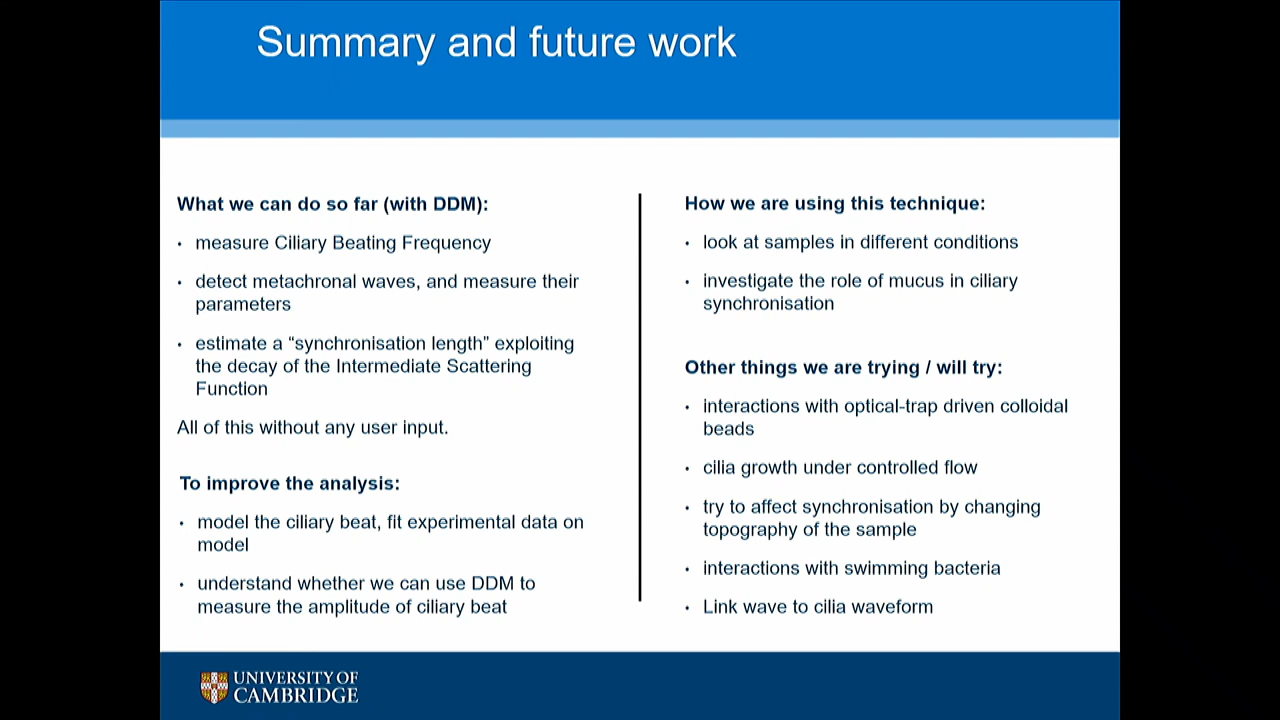 Summary and future work
What we can do so far (with DDM):
· measure Ciliary Beating Frequency
· detect metachronal waves, and measure their
parameters
· estimate a “synchronisation length” exploiting
the decay of the Intermediate Scattering
Function
All of this without any user input.
To improve the analysis:
· model the ciliary beat, fit experimental data on
model
· understand whether we can use DDM to
measure the amplitude of ciliary beat
How we are using this technique:
· look at samples in different conditions
· investigate the role of mucus in ciliary
synchronisation
Other things we are trying / will try:
· interactions with optical-trap driven colloidal
beads
· cilia growth under controlled flow
· try to affect synchronisation by changing
topography of the sample
· interactions with swimming bacteria
· Link wave to cilia waveform
UNIVERSITY OF
CAMBRIDGE